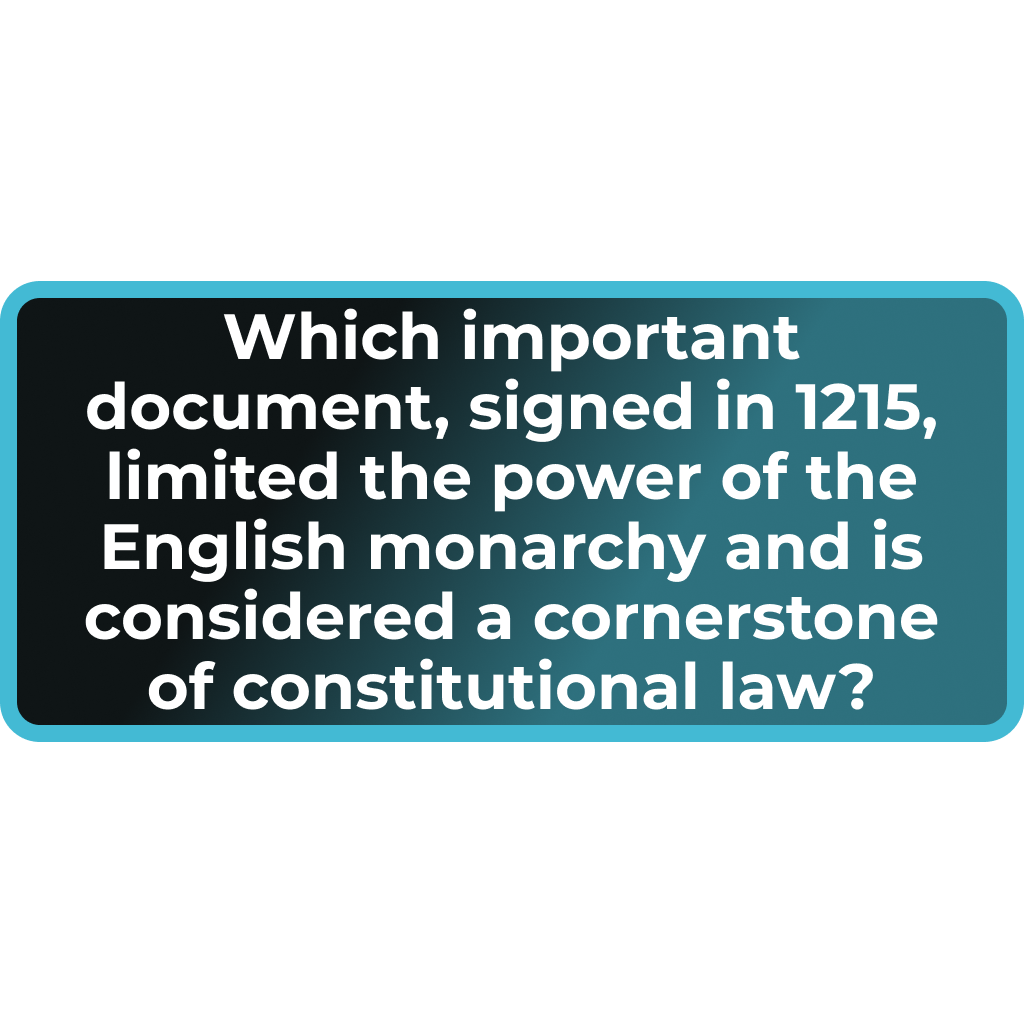 Which important
document, signed in 1215,
limited the power of the
English monarchy and is
considered a cornerstone
of constitutional law?